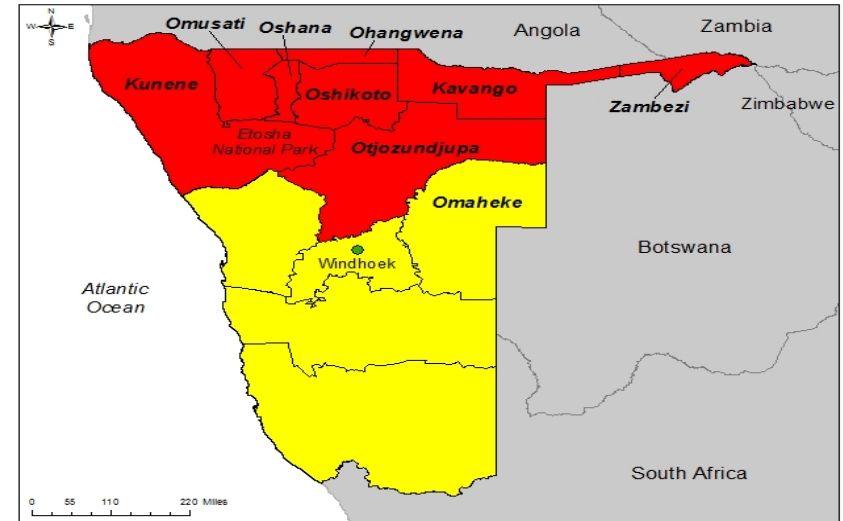 N
W E
S
Omusati
Oshana
Ohangwena
Angola
Zambia
Kunene
Oshikoto
Kavango
Zambezi
Zimbabwe
Etosha
National Park
Otjozundjupa
Omaheke
Windhoek
Botswana
Atlantic
Ocean
South Africa
0 55 110 220 Miles